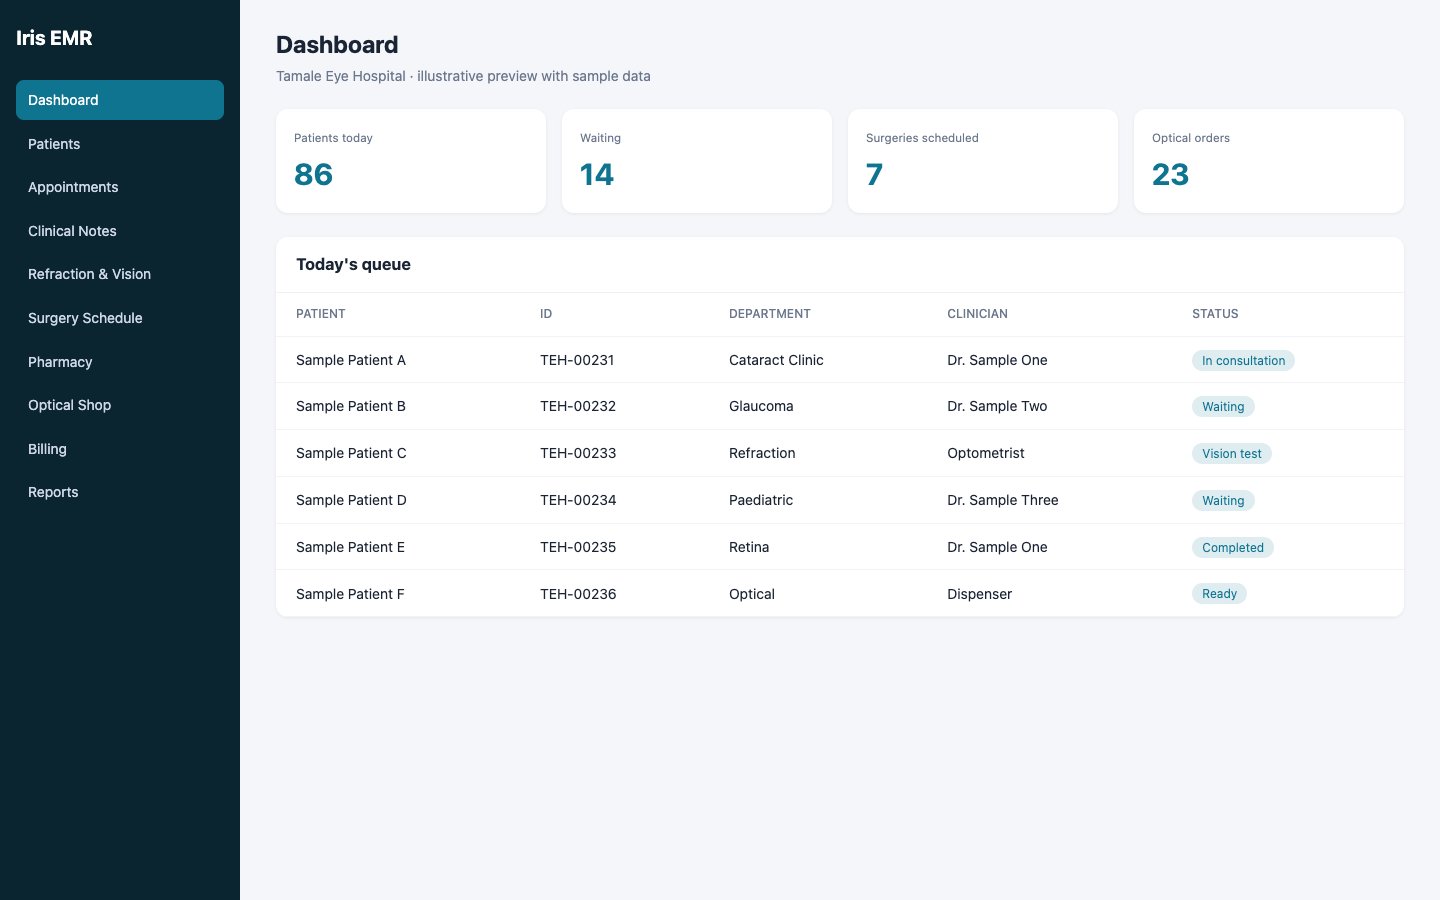 Iris EMR
Dashboard
Patients
Appointments
Clinical Notes
Refraction & Vision
Surgery Schedule
Pharmacy
Optical Shop
Billing
Reports
Dashboard
Tamale Eye Hospital · illustrative preview with sample data
Patients today
86
Waiting
14
Surgeries scheduled
7
Optical orders
23
Today's queue
PATIENT ID DEPARTMENT CLINICIAN STATUS
Sample Patient A TEH-00231 Cataract Clinic Dr. Sample One In consultation
Sample Patient B TEH-00232 Glaucoma Dr. Sample Two Waiting
Sample Patient C TEH-00233 Refraction Optometrist Vision test
Sample Patient D TEH-00234 Paediatric Dr. Sample Three Waiting
Sample Patient E TEH-00235 Retina Dr. Sample One Completed
Sample Patient F TEH-00236 Optical Dispenser Ready